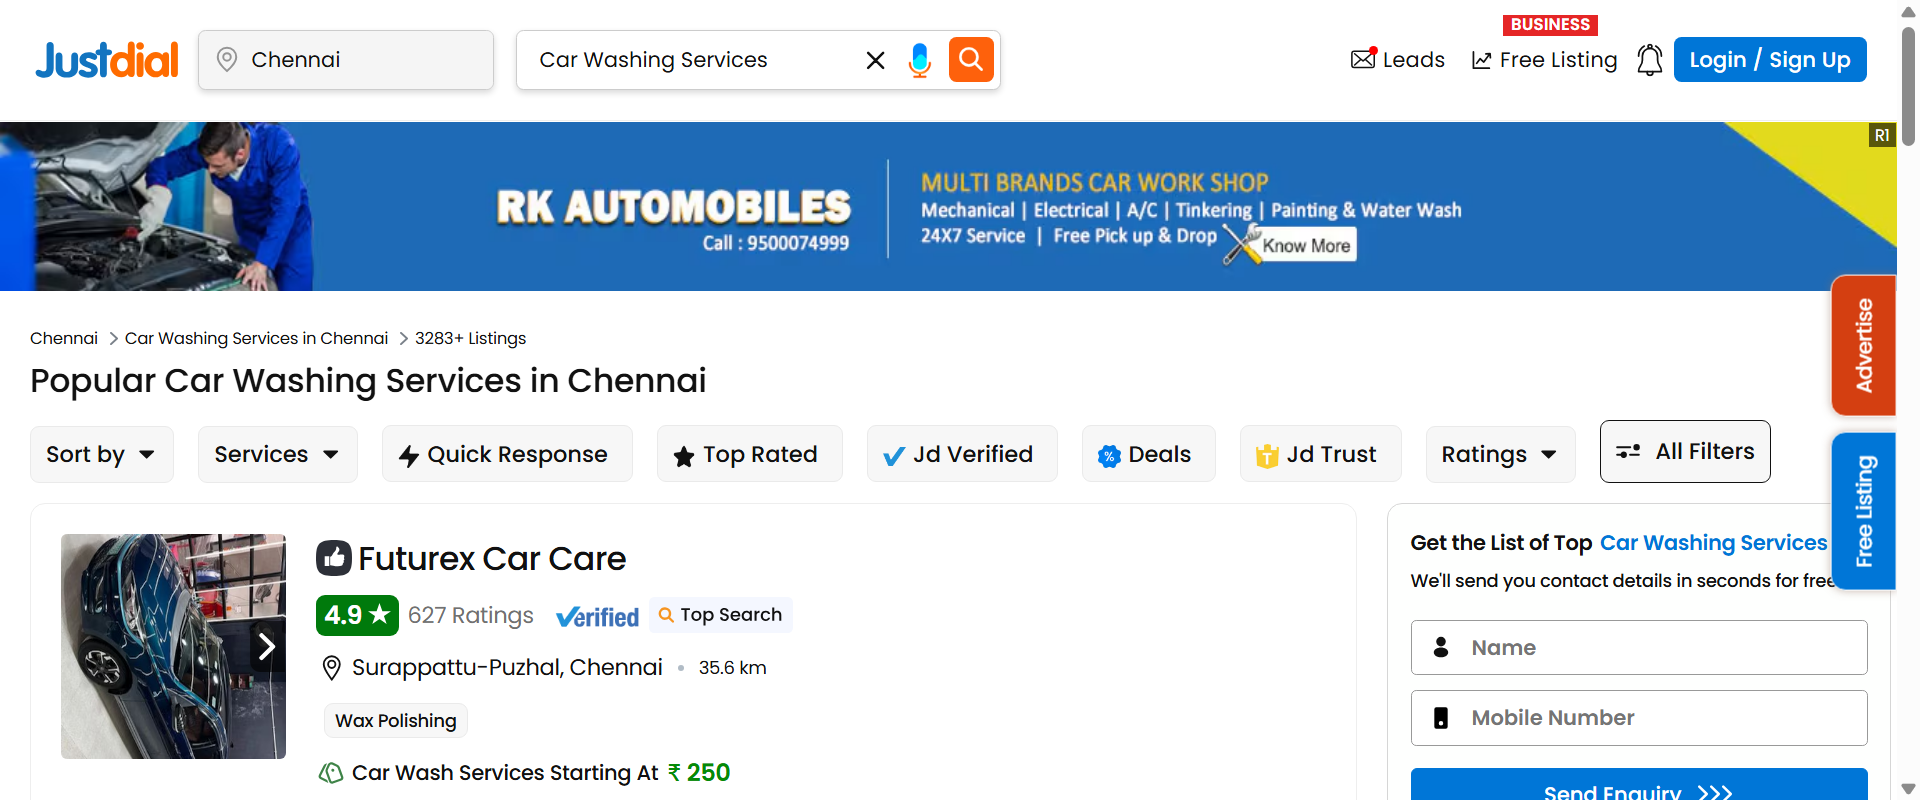 Justdial
Chennai
Car Washing Services
Leads
BUSINESS
Free Listing
Login / Sign Up
R1
RK AUTOMOBILES
Call : 9500074999
MULTI BRANDS CAR WORK SHOP
Mechanical | Electrical | A/C | Tinkering | Painting & Water Wash
24X7 Service | Free Pick up & Drop
Know More
Advertise
Free Listing
Chennai > Car Washing Services in Chennai > 3283+ Listings
Popular Car Washing Services in Chennai
Sort by
Services
Quick Response
Top Rated
Jd Verified
% Deals
T Jd Trust
Ratings
All Filters
Futurex Car Care
4.9 ★ 627 Ratings Verified Top Search
Surappattu-Puzhal, Chennai • 35.6 km
Wax Polishing
Car Wash Services Starting At ₹ 250
Get the List of Top Car Washing Services
We'll send you contact details in seconds for free
Name
Mobile Number
Send Enquiry >>>